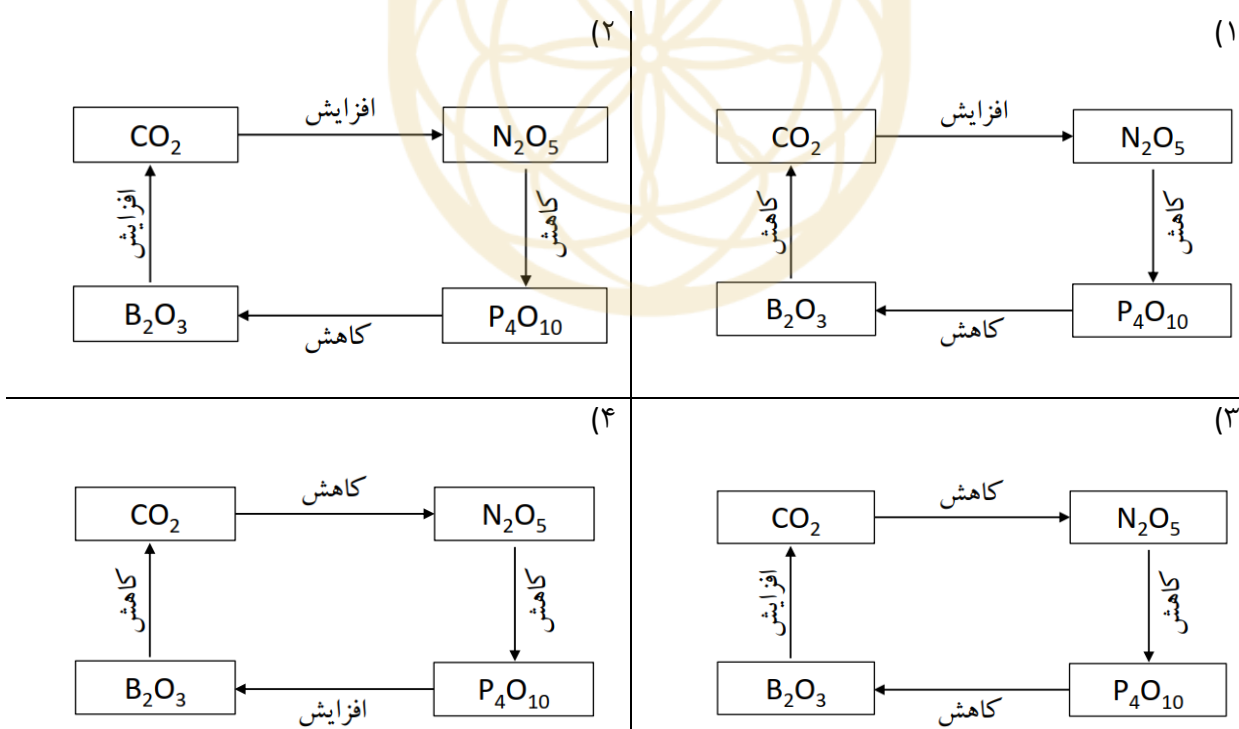 ۱)
CO₂
افزایش
N₂O₅
کاهش
کاهش
B₂O₃
کاهش
P₄O₁₀
۲)
CO₂
افزایش
N₂O₅
افزایش
کاهش
B₂O₃
کاهش
P₄O₁₀
۳)
CO₂
کاهش
N₂O₅
افزایش
کاهش
B₂O₃
کاهش
P₄O₁₀
۴)
CO₂
کاهش
N₂O₅
کاهش
کاهش
B₂O₃
افزایش
P₄O₁₀